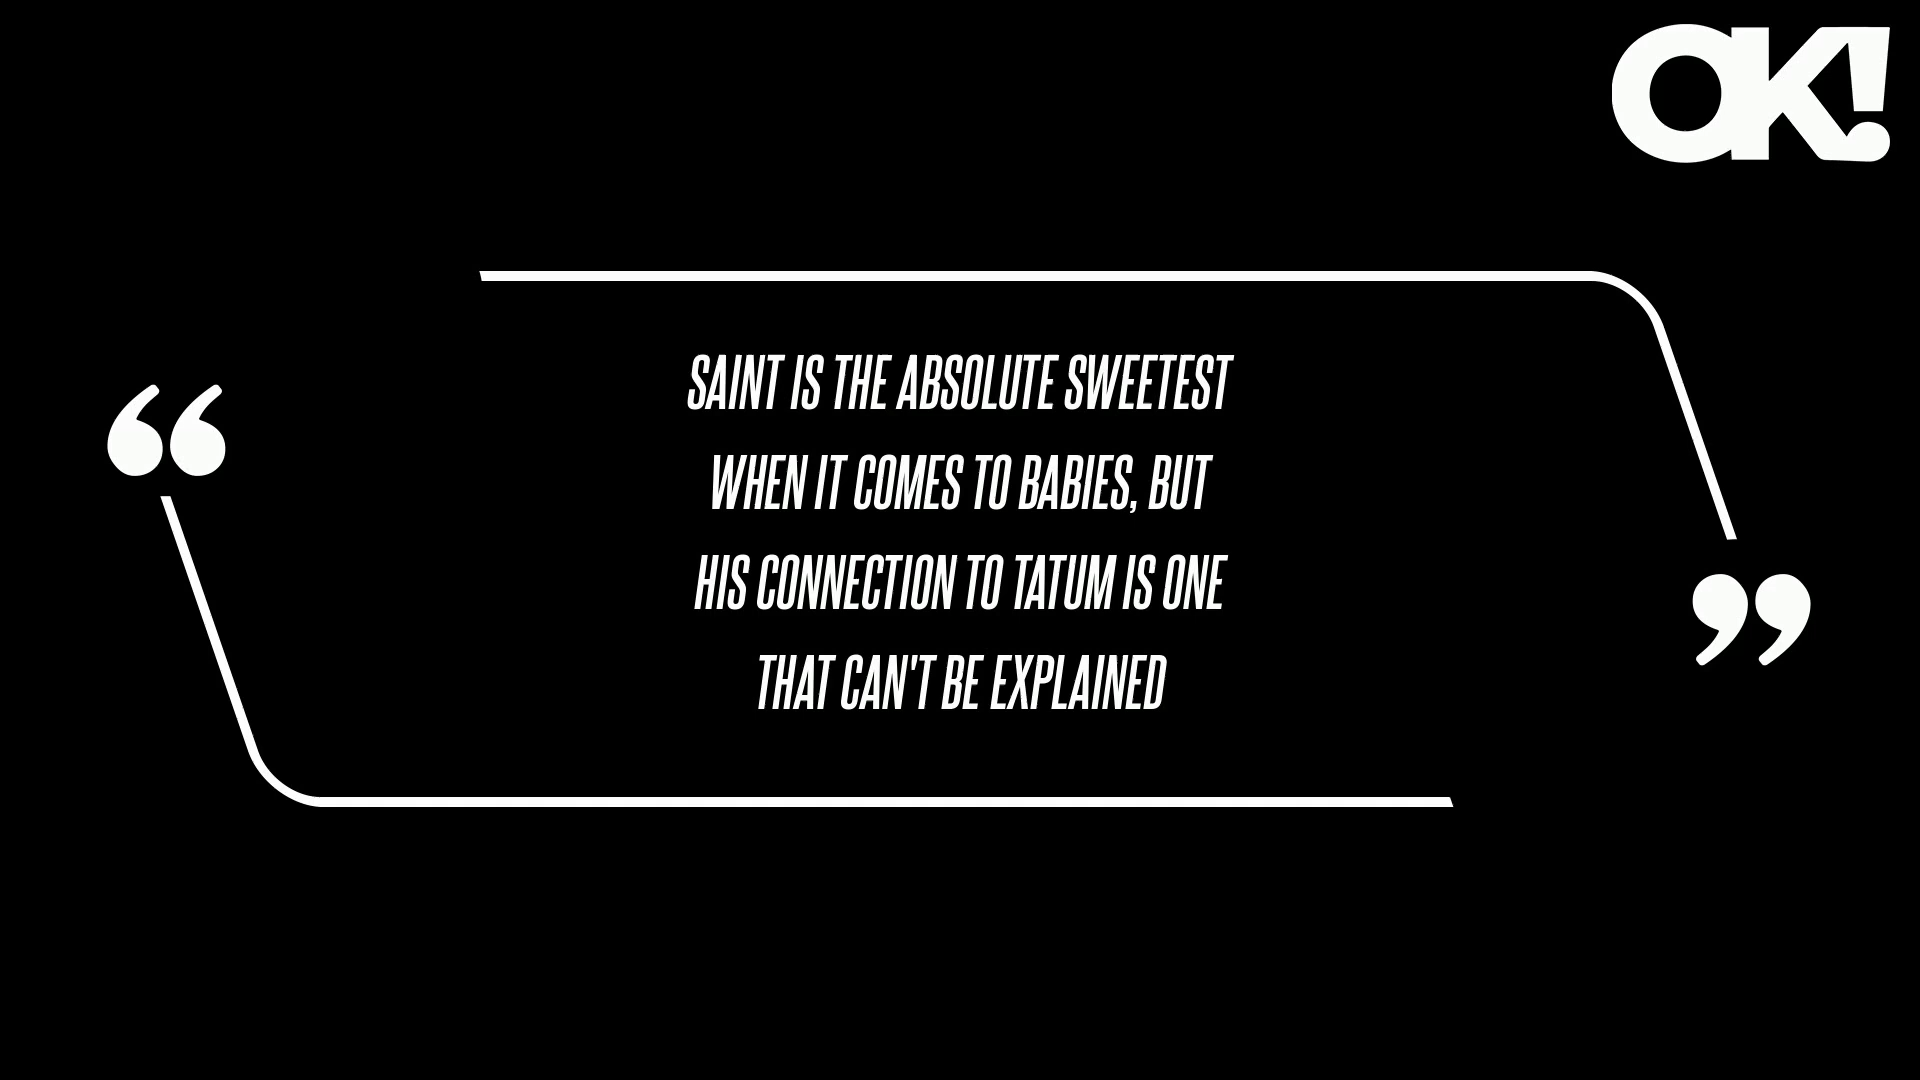 OK!
“
SAINT IS THE ABSOLUTE SWEETEST
WHEN IT COMES TO BABIES, BUT
HIS CONNECTION TO TATUM IS ONE
THAT CAN'T BE EXPLAINED
”